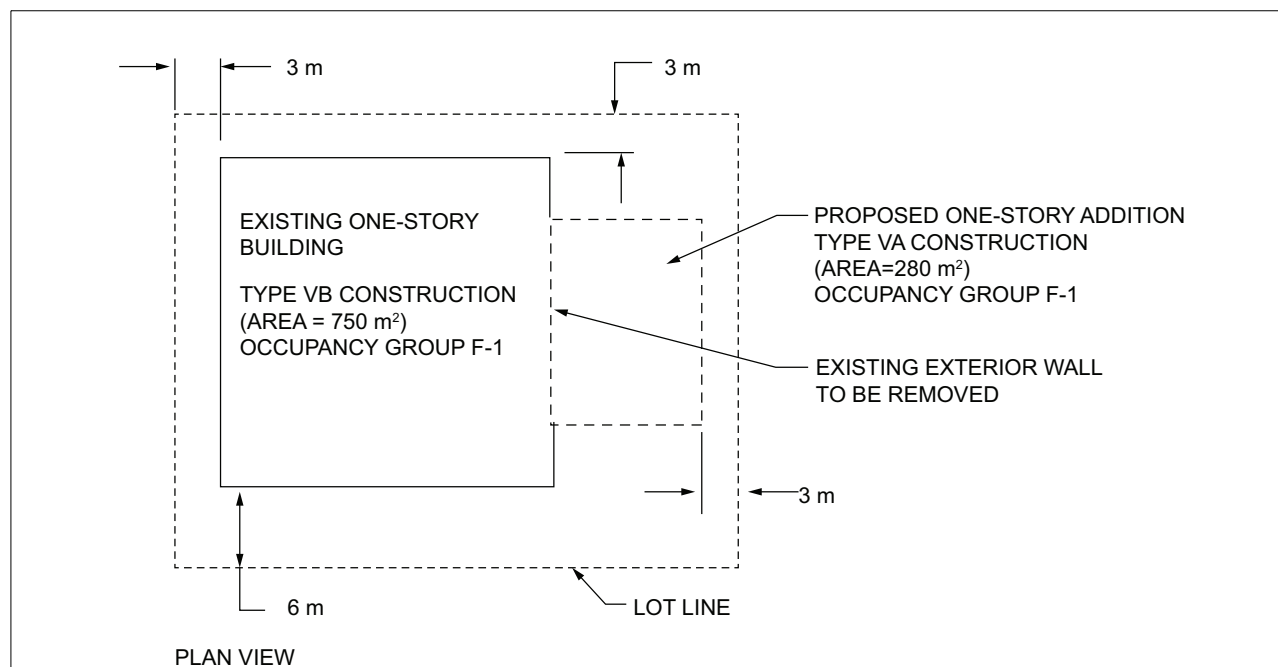 3 m
3 m
EXISTING ONE-STORY
BUILDING
TYPE VB CONSTRUCTION
(AREA = 750 m²)
OCCUPANCY GROUP F-1
PROPOSED ONE-STORY ADDITION
TYPE VA CONSTRUCTION
(AREA=280 m²)
OCCUPANCY GROUP F-1
EXISTING EXTERIOR WALL
TO BE REMOVED
3 m
6 m
LOT LINE
PLAN VIEW